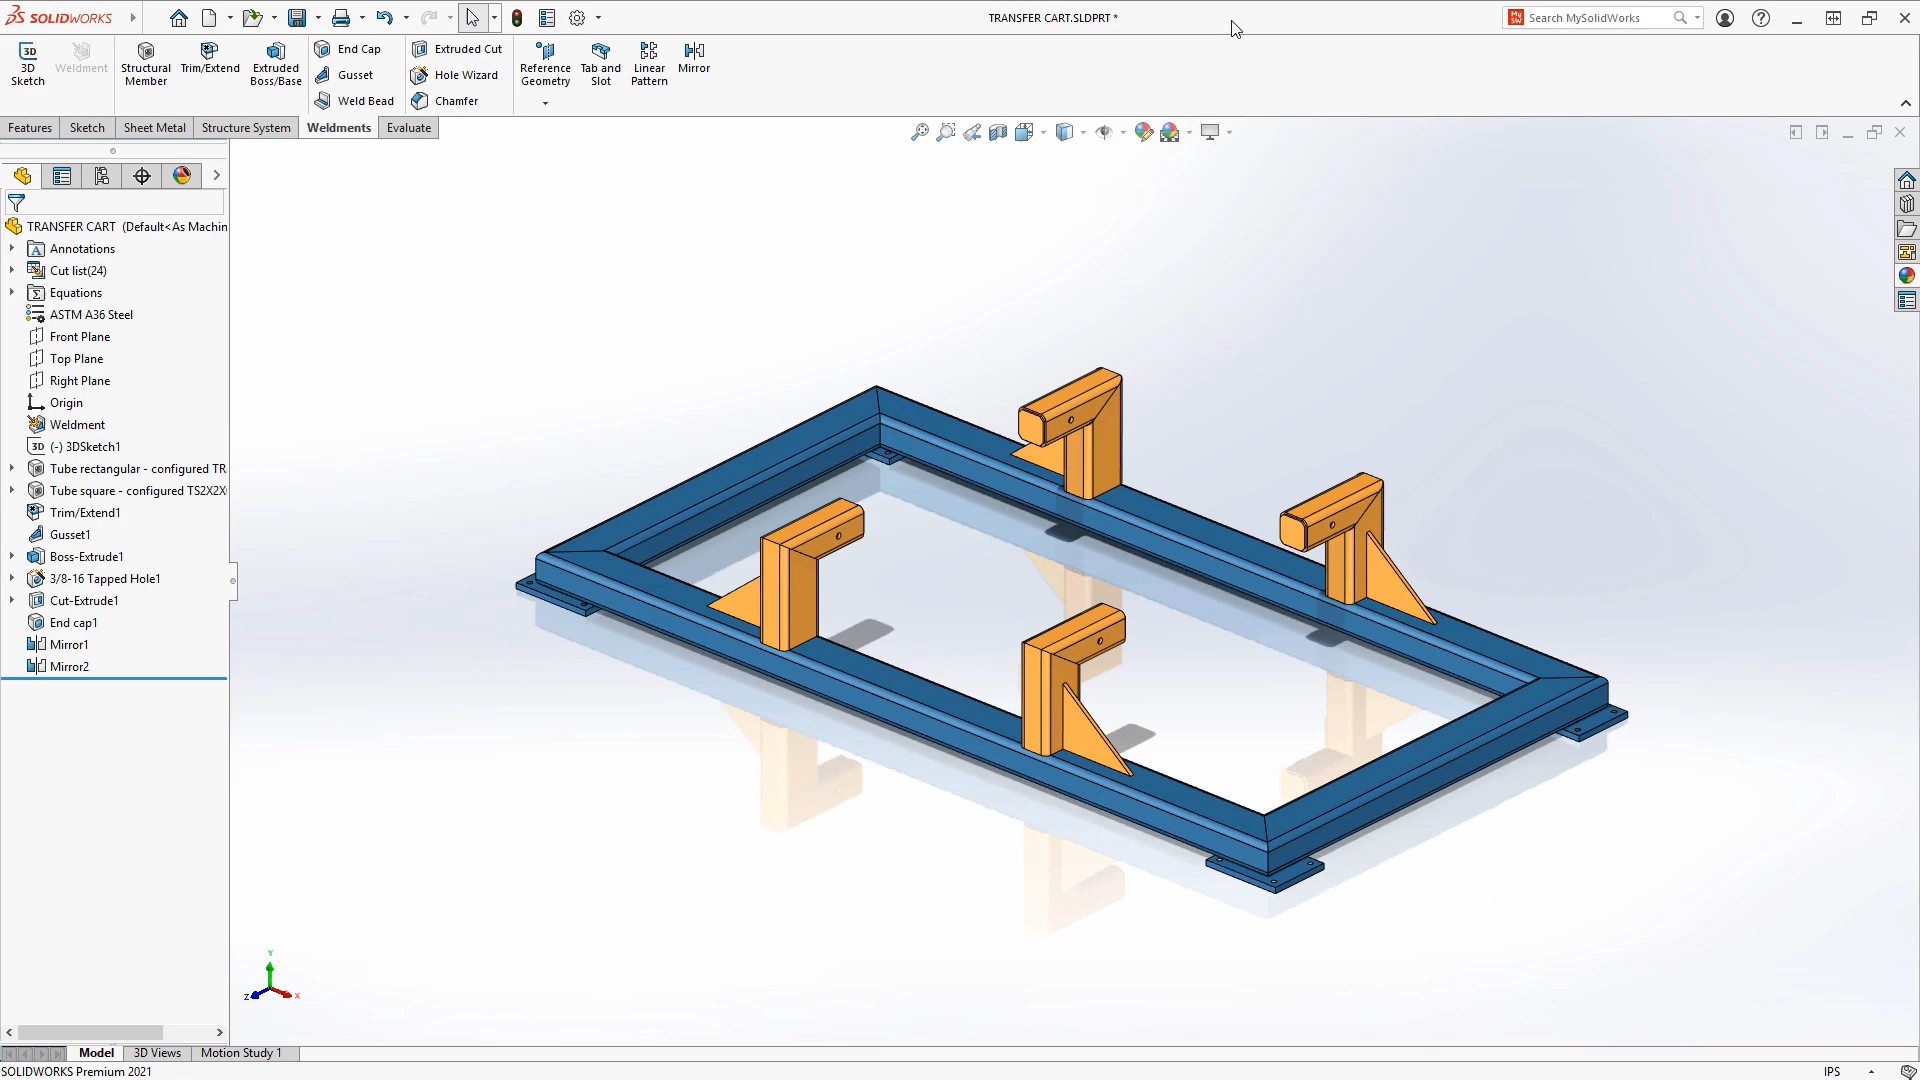 SOLIDWORKS
TRANSFER CART.SLDPRT *
Search MySolidWorks
3D Sketch
Weldment
Structural Member
Trim/Extend
Extruded Boss/Base
End Cap
Gusset
Weld Bead
Extruded Cut
Hole Wizard
Chamfer
Reference Geometry
Tab and Slot
Linear Pattern
Mirror
Features
Sketch
Sheet Metal
Structure System
Weldments
Evaluate
TRANSFER CART (Default<As Machin
Annotations
Cut list(24)
Equations
ASTM A36 Steel
Front Plane
Top Plane
Right Plane
Origin
Weldment
(-) 3DSketch1
Tube rectangular - configured TR
Tube square - configured TS2X2X
Trim/Extend1
Gusset1
Boss-Extrude1
3/8-16 Tapped Hole1
Cut-Extrude1
End cap1
Mirror1
Mirror2
Y
Z
X
Model
3D Views
Motion Study 1
SOLIDWORKS Premium 2021
IPS